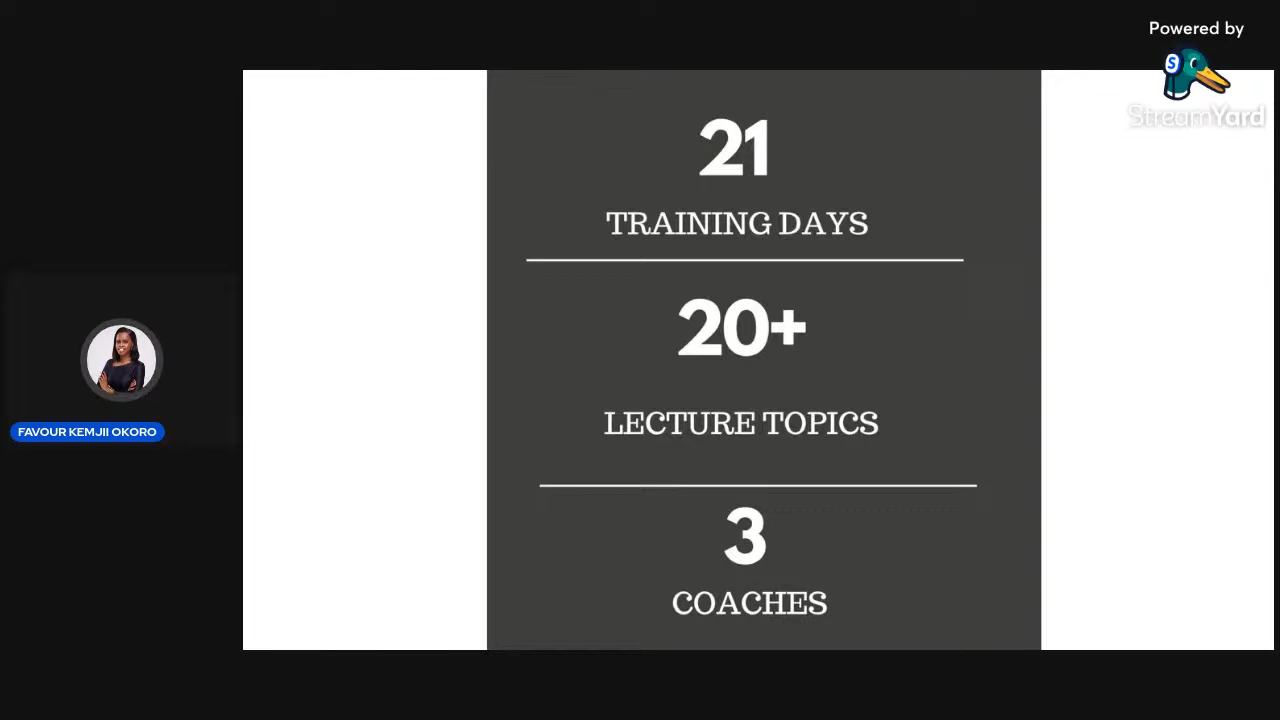 Powered by
StreamYard
21
TRAINING DAYS
20+
LECTURE TOPICS
3
COACHES
FAVOUR KEMJII OKORO